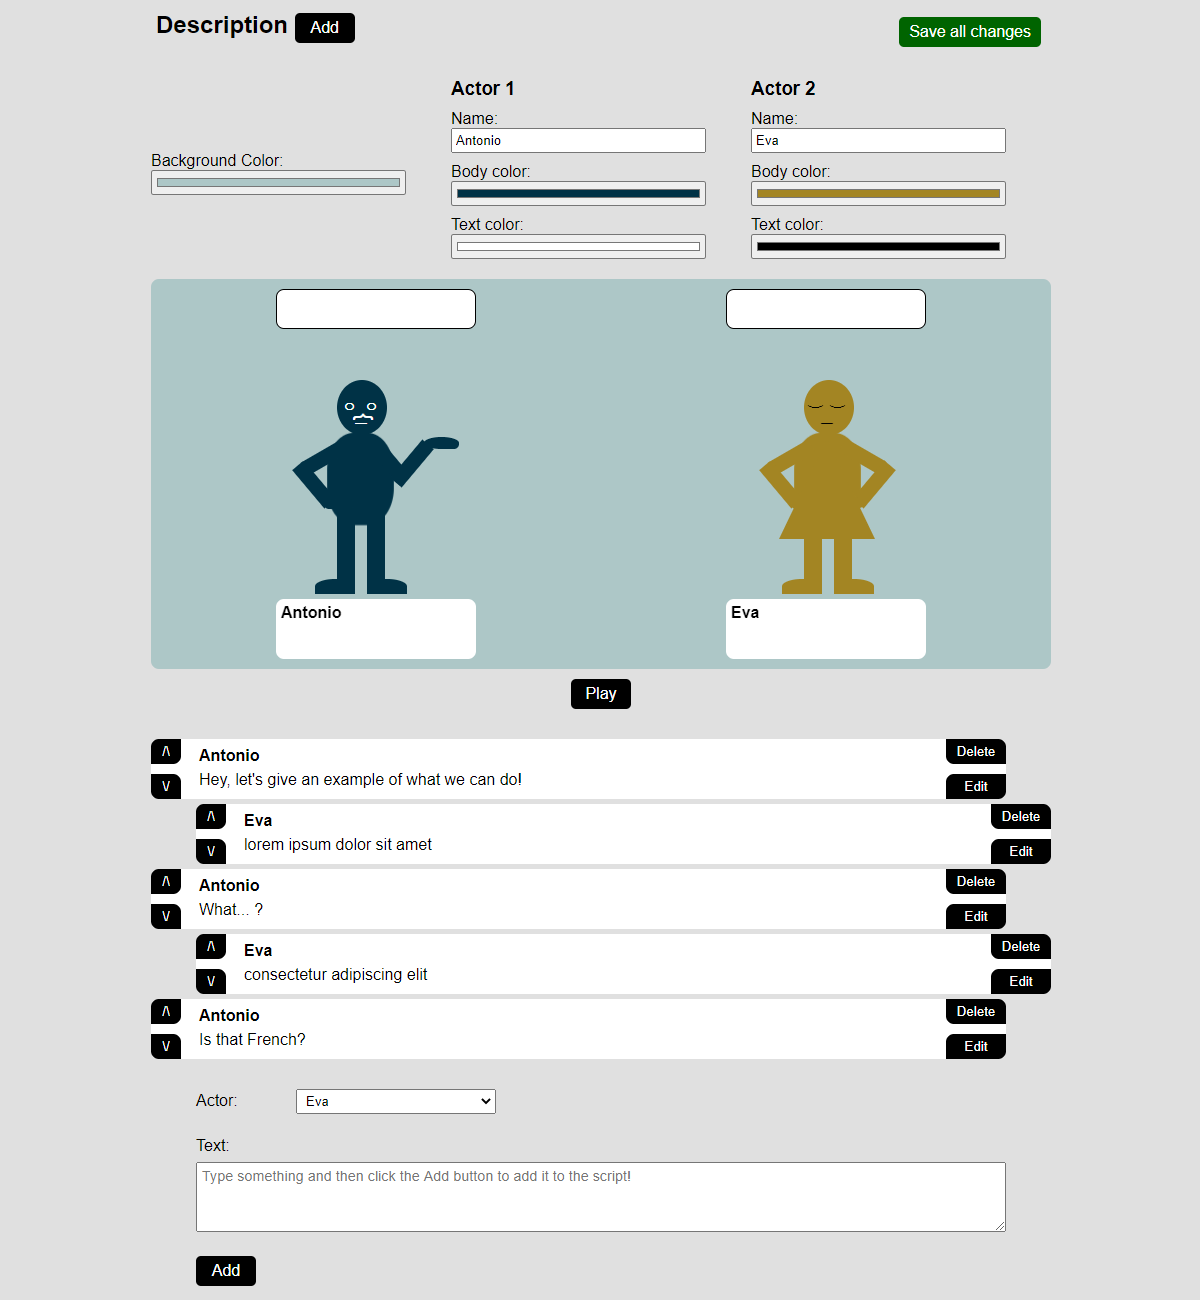 Description Add Save all changes
Actor 1 Actor 2
Name: Name:
Antonio Eva
Background Color: Body color: Body color:
Text color: Text color:
Antonio Eva
Play
/\ Antonio Delete
\/ Hey, let's give an example of what we can do! Edit
/\ Eva Delete
\/ lorem ipsum dolor sit amet Edit
/\ Antonio Delete
\/ What... ? Edit
/\ Eva Delete
\/ consectetur adipiscing elit Edit
/\ Antonio Delete
\/ Is that French? Edit
Actor: Eva
Text:
Type something and then click the Add button to add it to the script!
Add